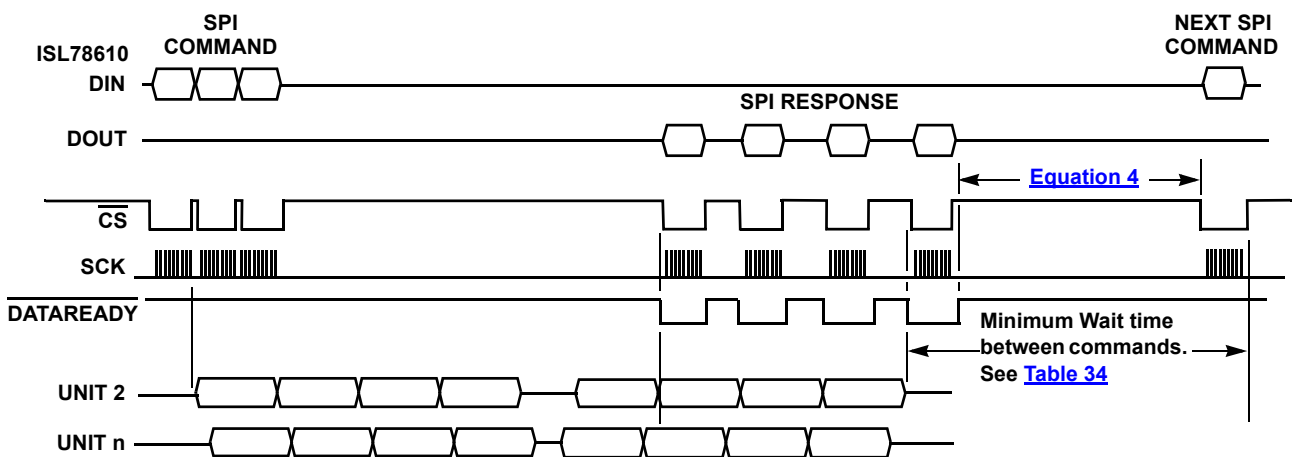 SPI
COMMAND
NEXT SPI
COMMAND
ISL78610
DIN
SPI RESPONSE
DOUT
Equation 4
CS
SCK
DATAREADY
Minimum Wait time
between commands.
See Table 34
UNIT 2
UNIT n